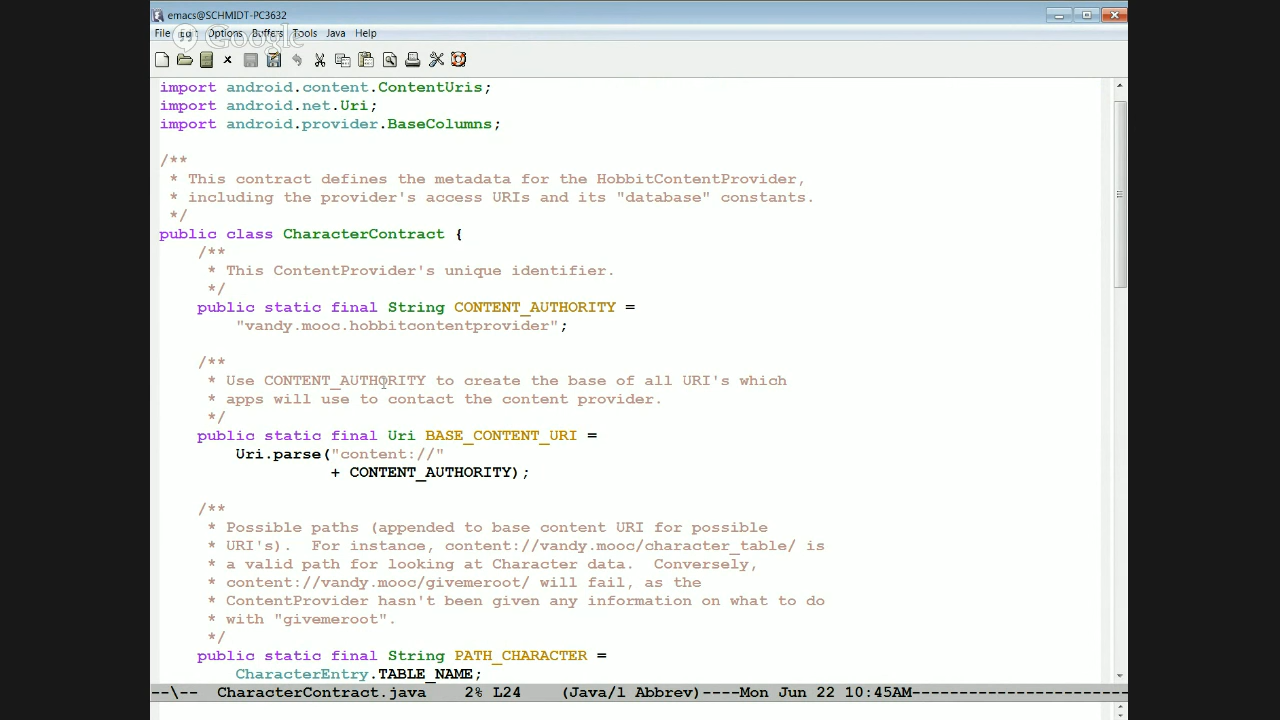 emacs@SCHMIDT-PC3632
File Edit Options Buffers Tools Java Help
Google
import android.content.ContentUris;
import android.net.Uri;
import android.provider.BaseColumns;
/**
* This contract defines the metadata for the HobbitContentProvider,
* including the provider's access URIs and its "database" constants.
*/
public class CharacterContract {
/**
* This ContentProvider's unique identifier.
*/
public static final String CONTENT_AUTHORITY =
"vandy.mooc.hobbitcontentprovider";
/**
* Use CONTENT_AUTHORITY to create the base of all URI's which
* apps will use to contact the content provider.
*/
public static final Uri BASE_CONTENT_URI =
Uri.parse("content://"
+ CONTENT_AUTHORITY);
/**
* Possible paths (appended to base content URI for possible
* URI's).  For instance, content://vandy.mooc/character_table/ is
* a valid path for looking at Character data.  Conversely,
* content://vandy.mooc/givemeroot/ will fail, as the
* ContentProvider hasn't been given any information on what to do
* with "givemeroot".
*/
public static final String PATH_CHARACTER =
CharacterEntry.TABLE_NAME;
--\-- CharacterContract.java 2% L24 (Java/l Abbrev)----Mon Jun 22 10:45AM-----------------------